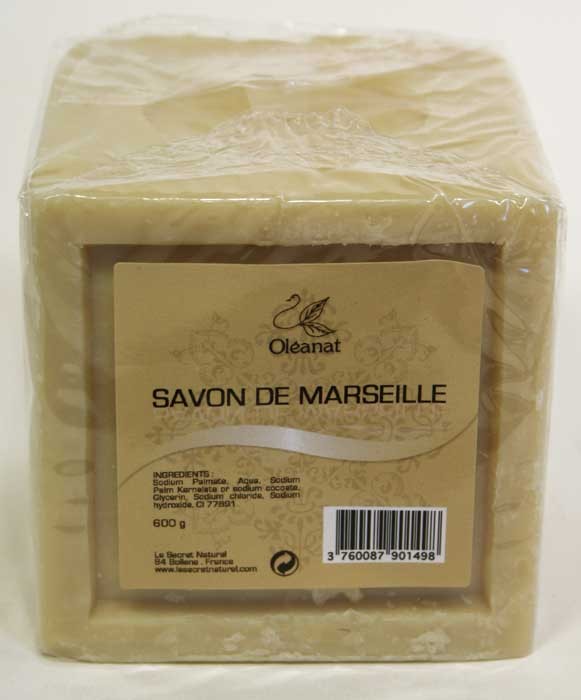 Oléanat
SAVON DE MARSEILLE
INGREDIENTS :
Sodium Palmate, Aqua, Sodium
Palm Kernelate or sodium cocoate,
Glycerin, Sodium chloride, Sodium
hydroxide, CI 77891
600 g
Le Secret Naturel
84 Bollene . France
www.lesecretnaturel.com
3 760087 901498